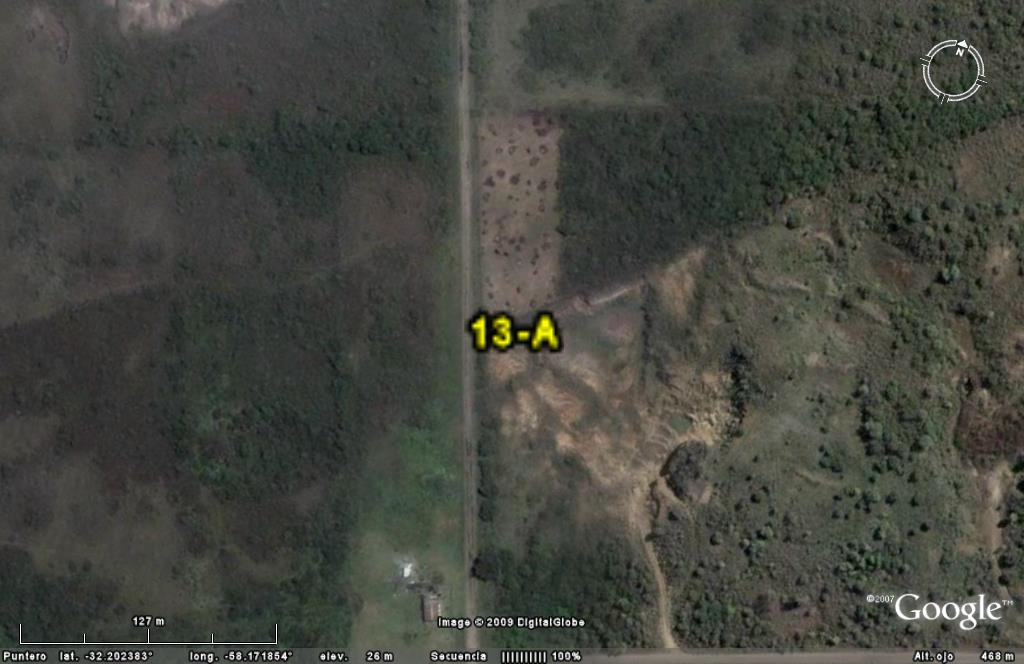 N
13-A
127 m
Image © 2009 DigitalGlobe
©2007 Google™
Puntero lat. -32.202383° long. -58.171854° elev. 26 m Secuencia |||||||||| 100% Alt. ojo 468 m